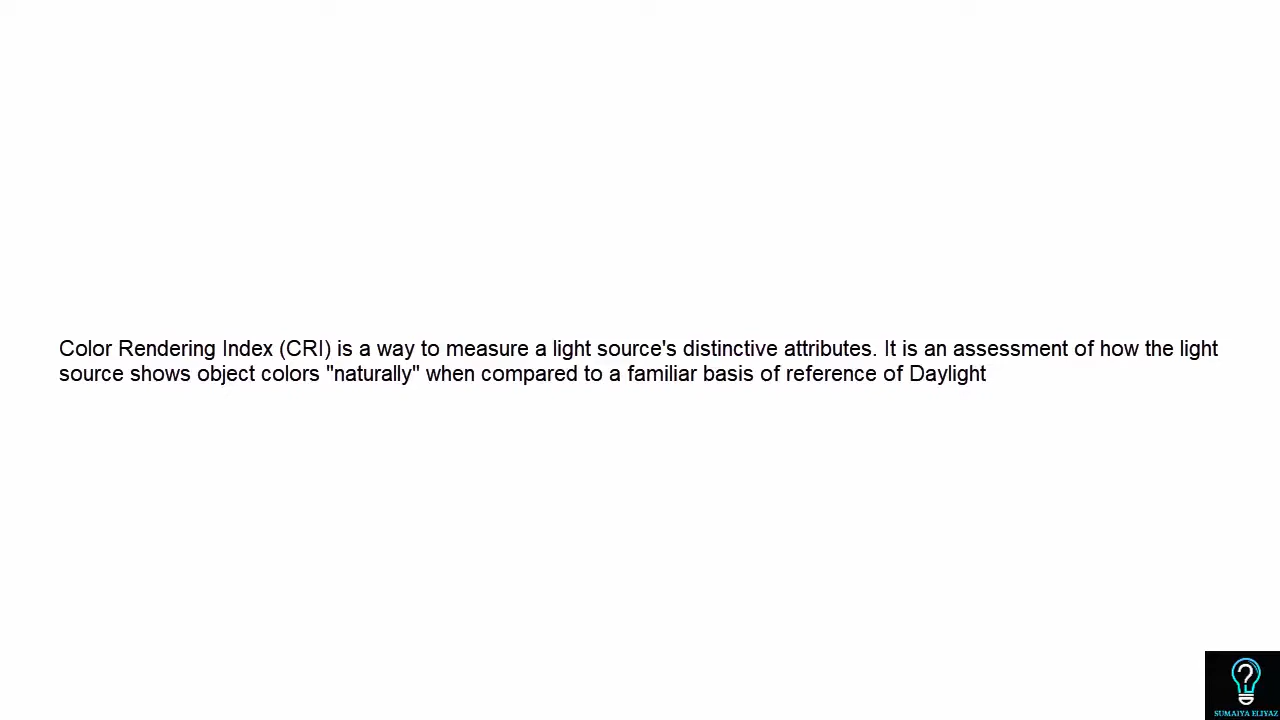 Color Rendering Index (CRI) is a way to measure a light source's distinctive attributes. It is an assessment of how the light
source shows object colors "naturally" when compared to a familiar basis of reference of Daylight
SUMAIYA ELIYAZ